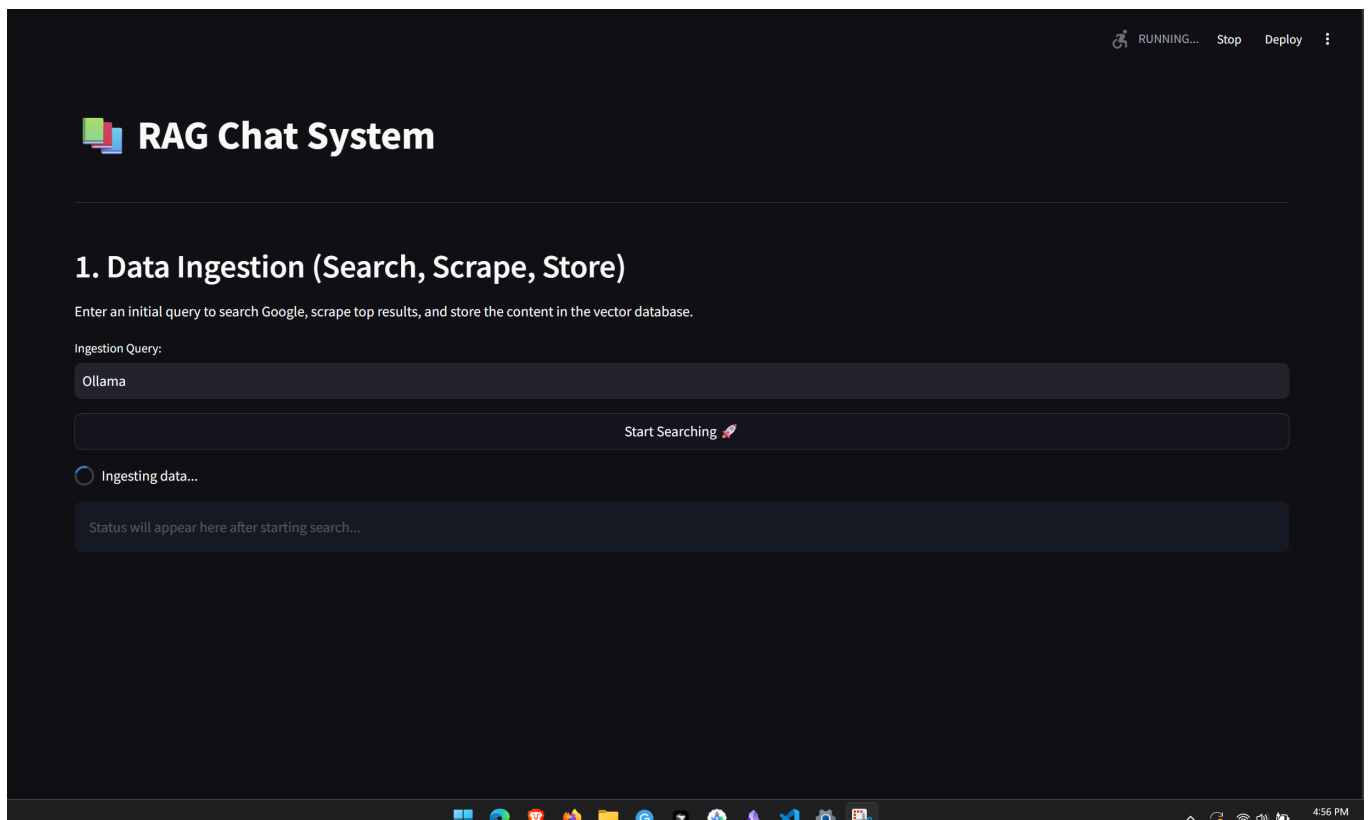 RUNNING... Stop Deploy
RAG Chat System
1. Data Ingestion (Search, Scrape, Store)
Enter an initial query to search Google, scrape top results, and store the content in the vector database.
Ingestion Query:
Ollama
Start Searching
Ingesting data...
Status will appear here after starting search...
4:56 PM